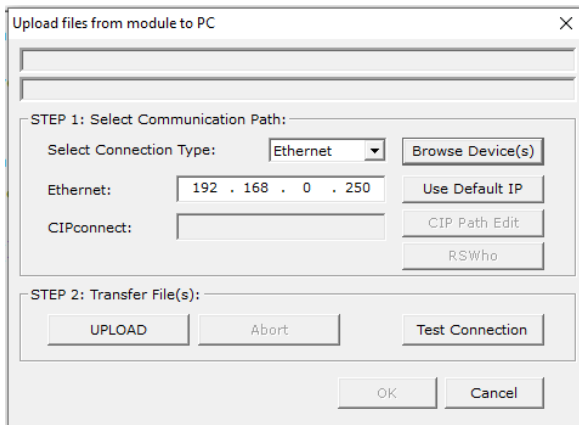 Upload files from module to PC
STEP 1: Select Communication Path:
Select Connection Type: Ethernet Browse Device(s)
Ethernet: 192 . 168 . 0 . 250 Use Default IP
CIPconnect: CIP Path Edit
RSWho
STEP 2: Transfer File(s):
UPLOAD Abort Test Connection
OK Cancel